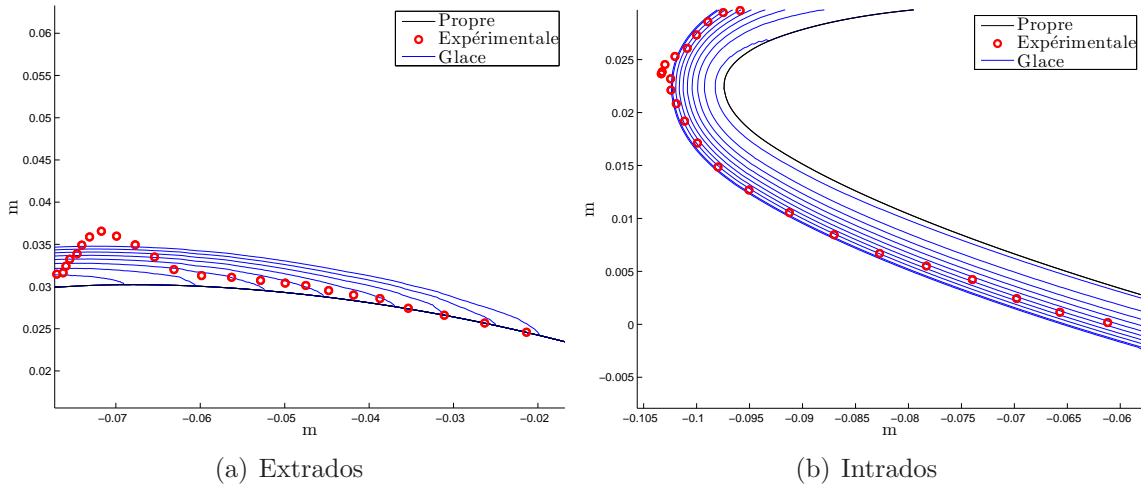 0.06
0.055
0.05
0.045
0.04
0.035
0.03
0.025
0.02
m
−0.07
−0.06
−0.05
−0.04
−0.03
−0.02
m
Propre
Expérimentale
Glace
(a) Extrados
0.025
0.02
0.015
0.01
0.005
0
−0.005
m
−0.105
−0.1
−0.095
−0.09
−0.085
−0.08
−0.075
−0.07
−0.065
−0.06
m
Propre
Expérimentale
Glace
(b) Intrados